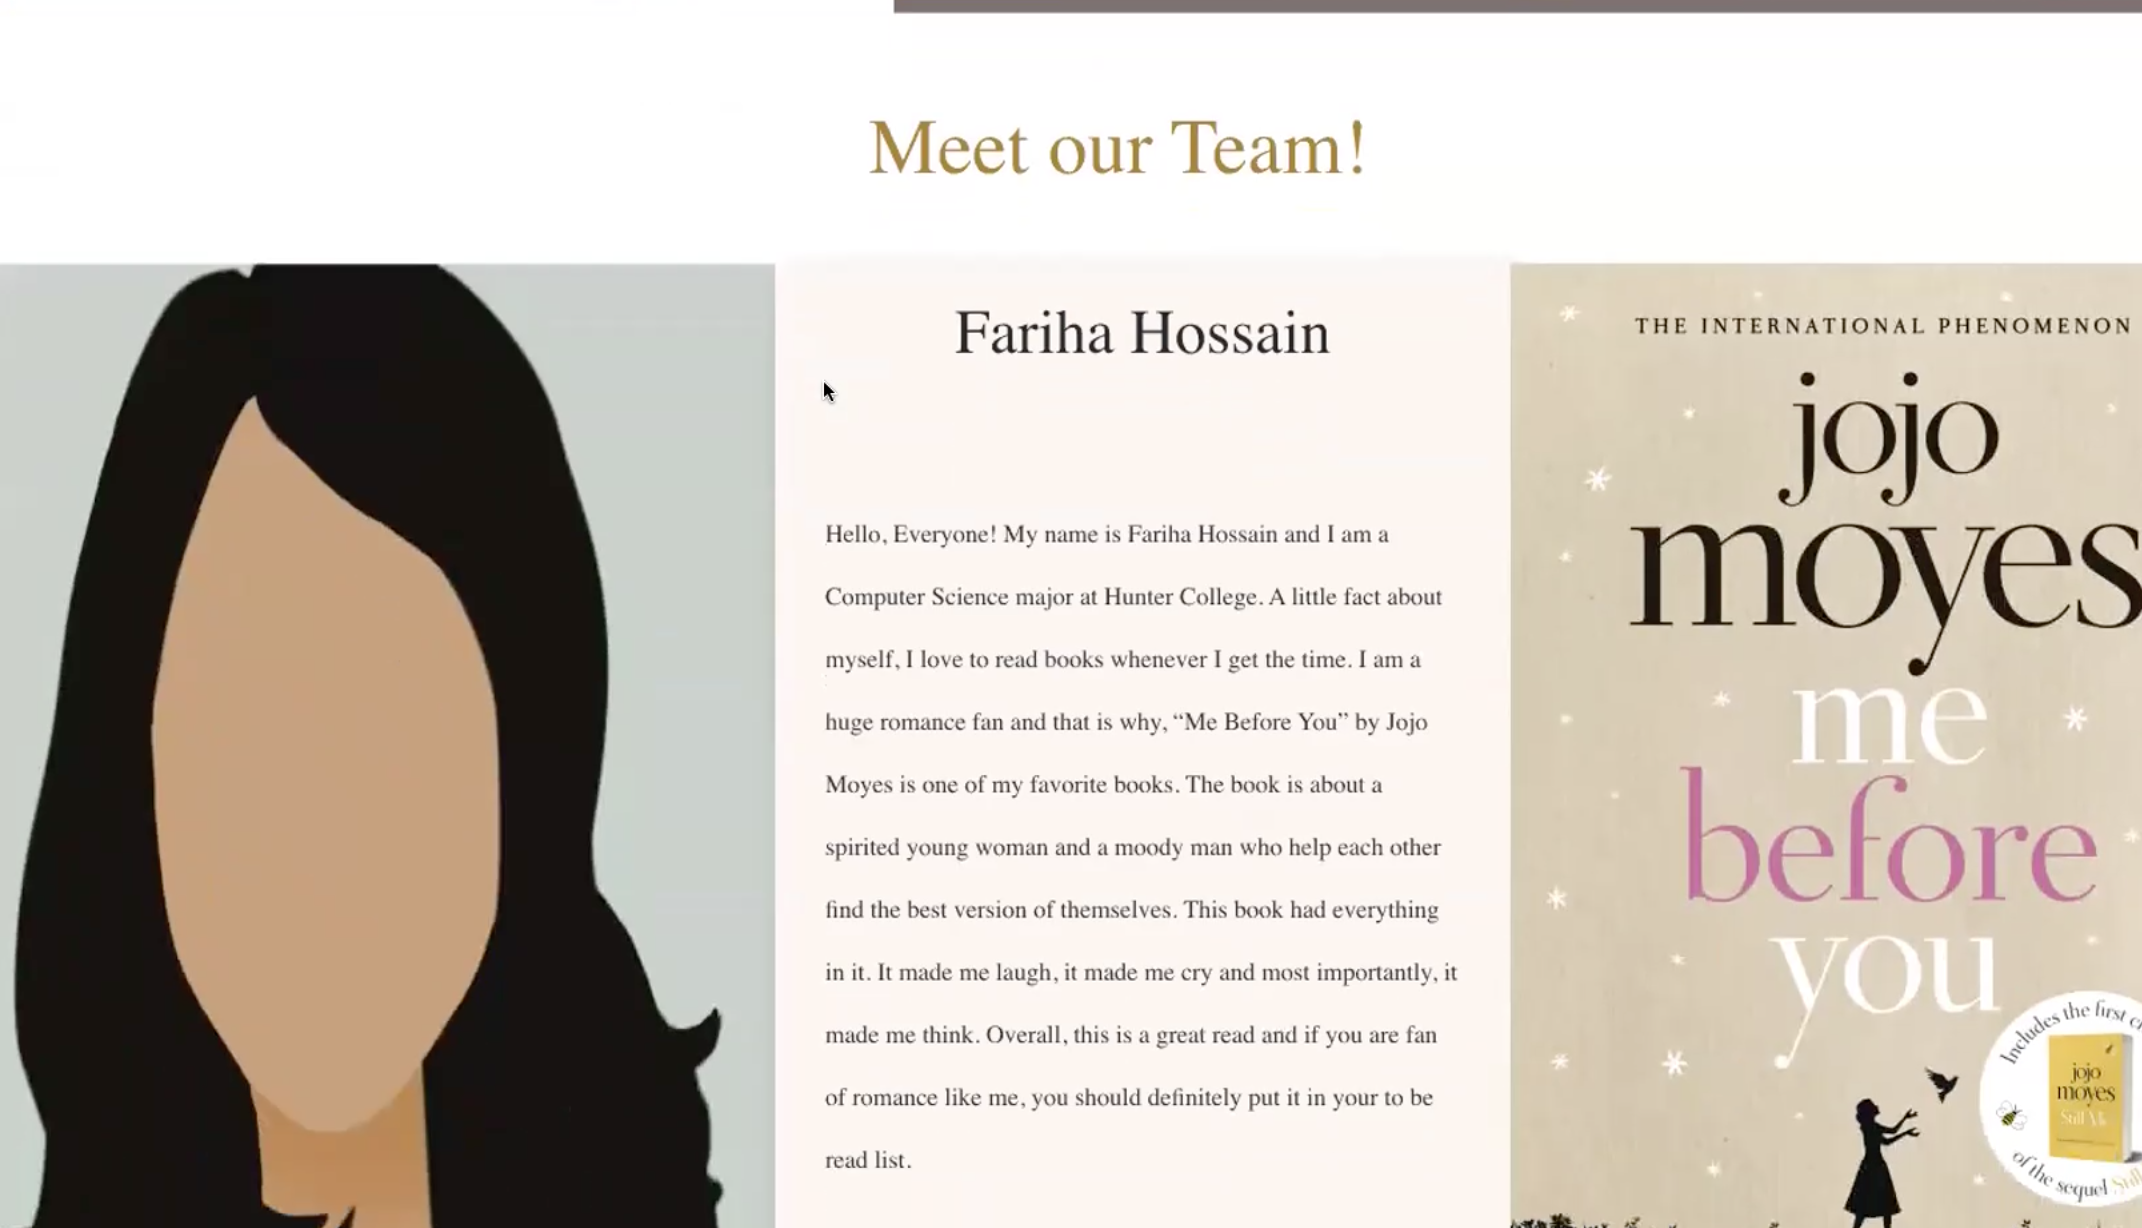 Meet our Team!
Fariha Hossain
Hello, Everyone! My name is Fariha Hossain and I am a
Computer Science major at Hunter College. A little fact about
myself, I love to read books whenever I get the time. I am a
huge romance fan and that is why, “Me Before You” by Jojo
Moyes is one of my favorite books. The book is about a
spirited young woman and a moody man who help each other
find the best version of themselves. This book had everything
in it. It made me laugh, it made me cry and most importantly, it
made me think. Overall, this is a great read and if you are fan
of romance like me, you should definitely put it in your to be
read list.
THE INTERNATIONAL PHENOMENON
jojo
moyes
me
before
you
Includes the first
jojo
moyes
Still Me
of the sequel Still